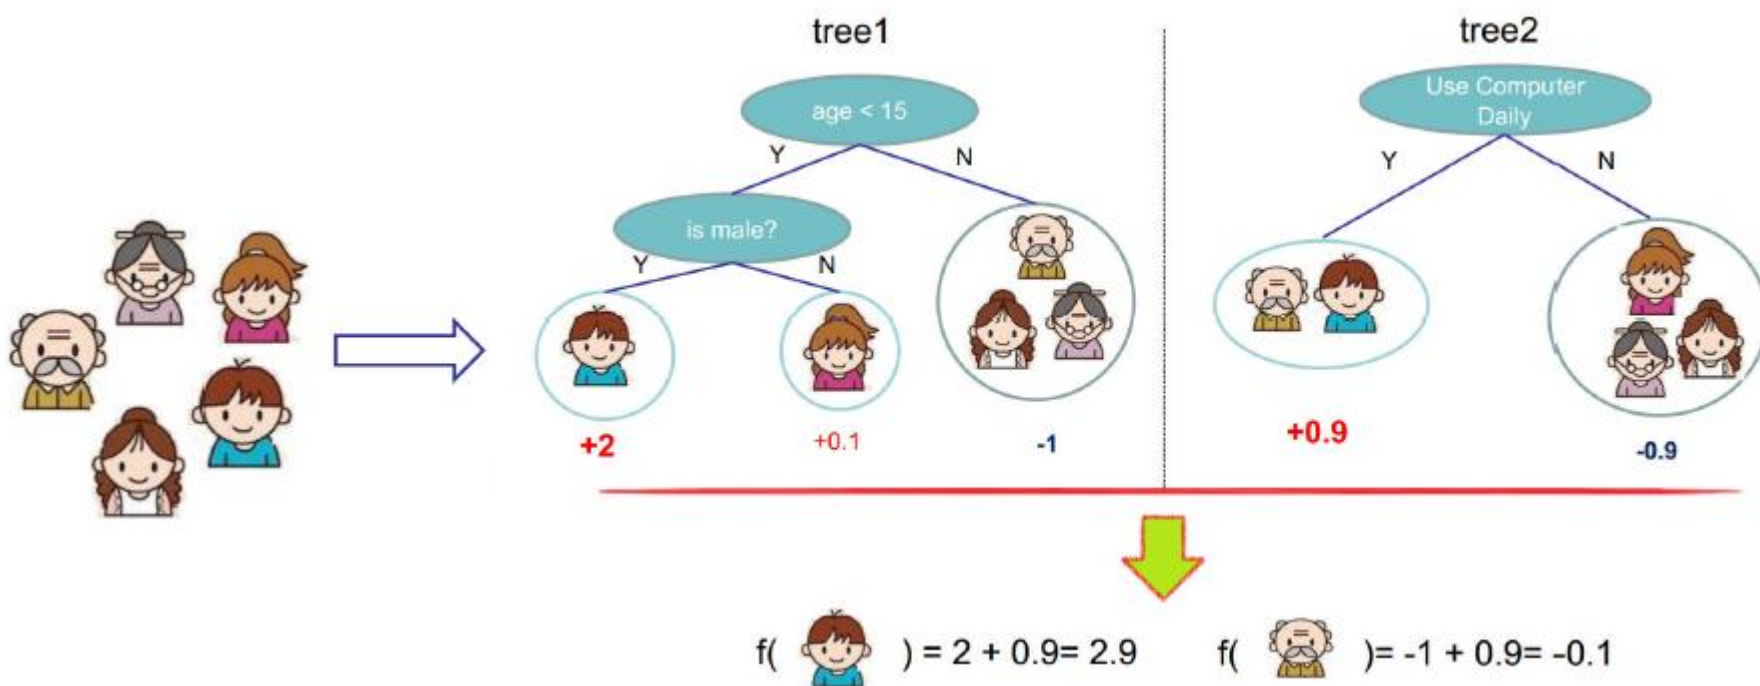 tree1
age < 15
Y
N
is male?
Y
N
+2
+0.1
-1
tree2
Use Computer
Daily
Y
N
+0.9
-0.9
f( ) = 2 + 0.9= 2.9
f( )= -1 + 0.9= -0.1